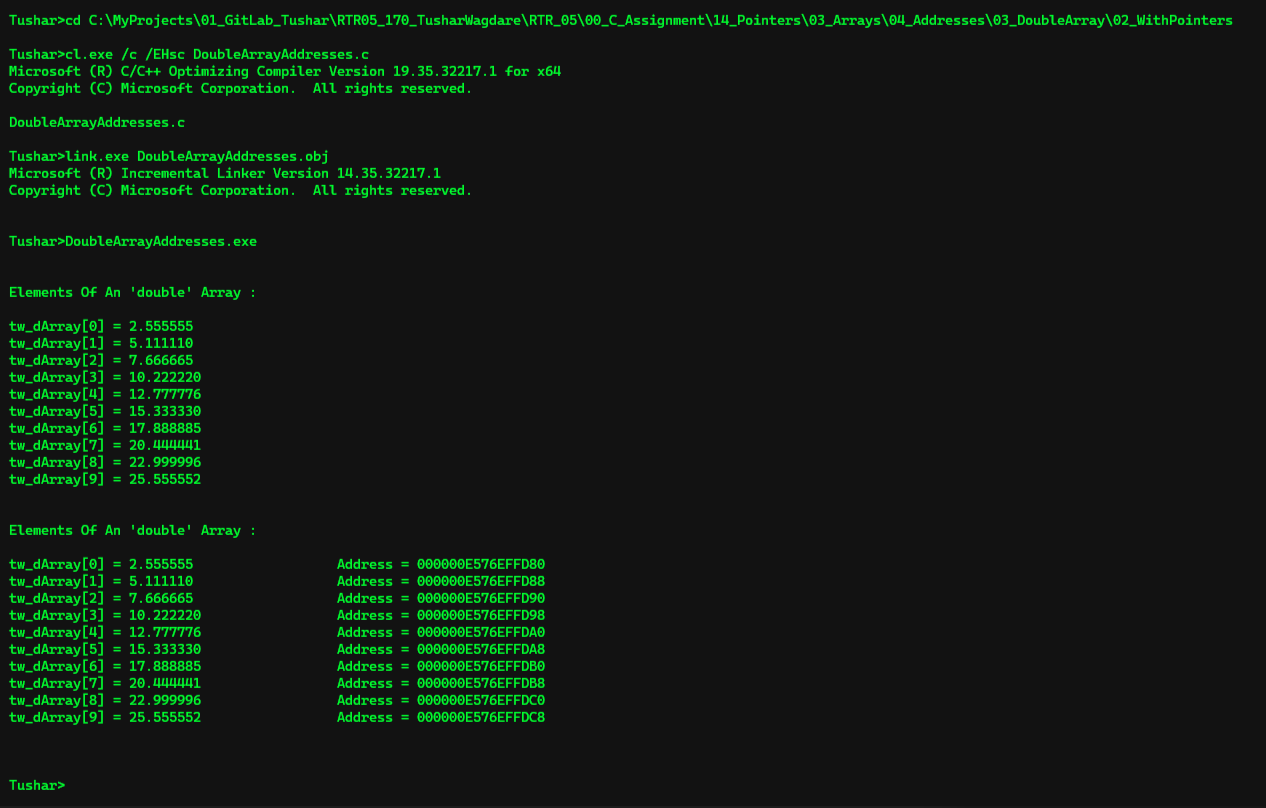 Tushar>cd C:\MyProjects\01_GitLab_Tushar\RTR05_170_TusharWagdare\RTR_05\00_C_Assignment\14_Pointers\03_Arrays\04_Addresses\03_DoubleArray\02_WithPointers
Tushar>cl.exe /c /EHsc DoubleArrayAddresses.c
Microsoft (R) C/C++ Optimizing Compiler Version 19.35.32217.1 for x64
Copyright (C) Microsoft Corporation.  All rights reserved.
DoubleArrayAddresses.c
Tushar>link.exe DoubleArrayAddresses.obj
Microsoft (R) Incremental Linker Version 14.35.32217.1
Copyright (C) Microsoft Corporation.  All rights reserved.
Tushar>DoubleArrayAddresses.exe
Elements Of An 'double' Array :
tw_dArray[0] = 2.555555
tw_dArray[1] = 5.111110
tw_dArray[2] = 7.666665
tw_dArray[3] = 10.222220
tw_dArray[4] = 12.777776
tw_dArray[5] = 15.333330
tw_dArray[6] = 17.888885
tw_dArray[7] = 20.444441
tw_dArray[8] = 22.999996
tw_dArray[9] = 25.555552
Elements Of An 'double' Array :
tw_dArray[0] = 2.555555                  Address = 000000E576EFFD80
tw_dArray[1] = 5.111110                  Address = 000000E576EFFD88
tw_dArray[2] = 7.666665                  Address = 000000E576EFFD90
tw_dArray[3] = 10.222220                 Address = 000000E576EFFD98
tw_dArray[4] = 12.777776                 Address = 000000E576EFFDA0
tw_dArray[5] = 15.333330                 Address = 000000E576EFFDA8
tw_dArray[6] = 17.888885                 Address = 000000E576EFFDB0
tw_dArray[7] = 20.444441                 Address = 000000E576EFFDB8
tw_dArray[8] = 22.999996                 Address = 000000E576EFFDC0
tw_dArray[9] = 25.555552                 Address = 000000E576EFFDC8
Tushar>